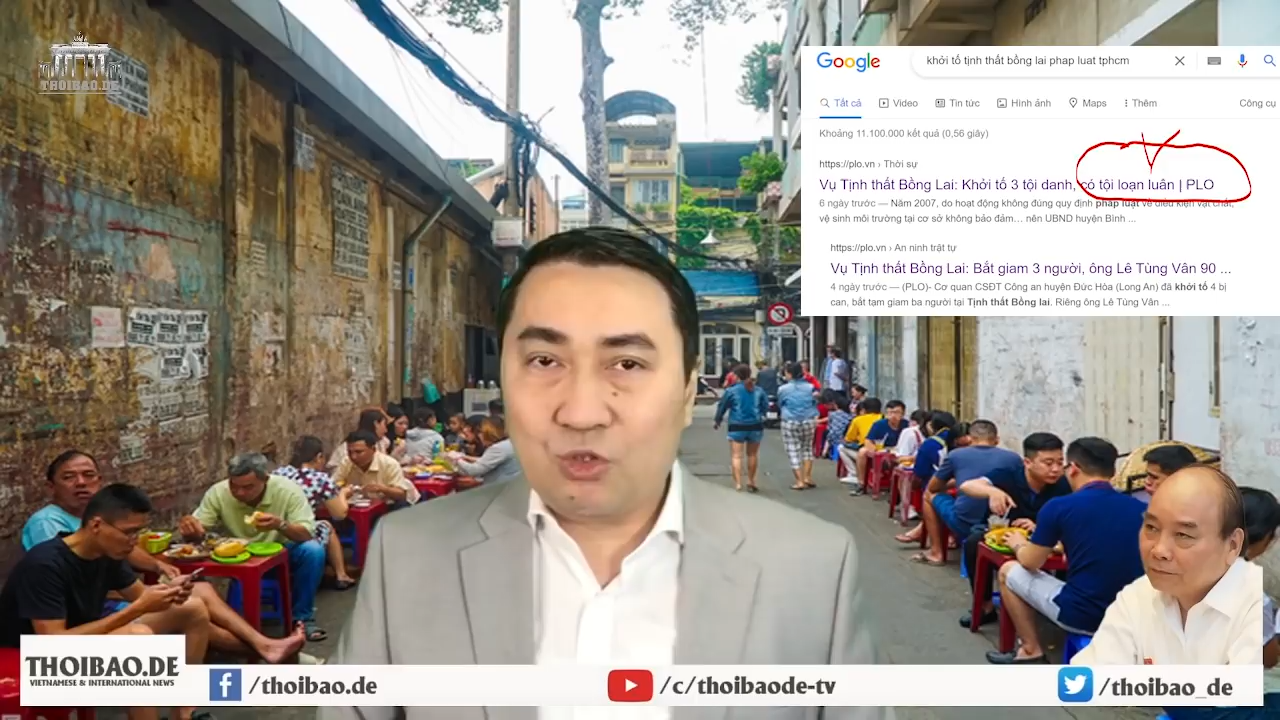 THOIBAO.DE
Google
khởi tố tịnh thất bồng lai phap luat tphcm
Tất cả
Video
Tin tức
Hình ảnh
Maps
Thêm
Công cụ
Khoảng 11.100.000 kết quả (0,56 giây)
https://plo.vn › Thời sự
Vụ Tịnh thất Bồng Lai: Khởi tố 3 tội danh, có tội loạn luân | PLO
6 ngày trước — Năm 2007, do hoạt động không đúng quy định pháp luật về điều kiện vật chất,
vệ sinh môi trường tại cơ sở không bảo đảm… nên UBND huyện Bình ...
https://plo.vn › An ninh trật tự
Vụ Tịnh thất Bồng Lai: Bắt giam 3 người, ông Lê Tùng Vân 90 ...
4 ngày trước — (PLO)- Cơ quan CSĐT Công an huyện Đức Hòa (Long An) đã khởi tố 4 bị
can, bắt tạm giam ba người tại Tịnh thất Bồng lai. Riêng ông Lê Tùng Vân ...
THOIBAO.DE
VIETNAMESE & INTERNATIONAL NEWS
/thoibao.de
/c/thoibaode-tv
/thoibao_de